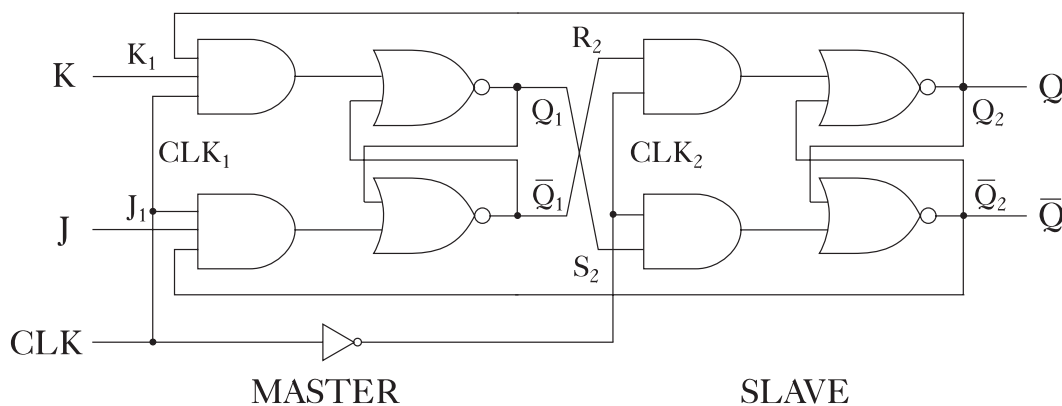 K
K₁
R₂
Q
Q₁
Q₂
CLK₁
CLK₂
J
J₁
Q̅₁
Q̅₂
Q̅
S₂
CLK
MASTER
SLAVE